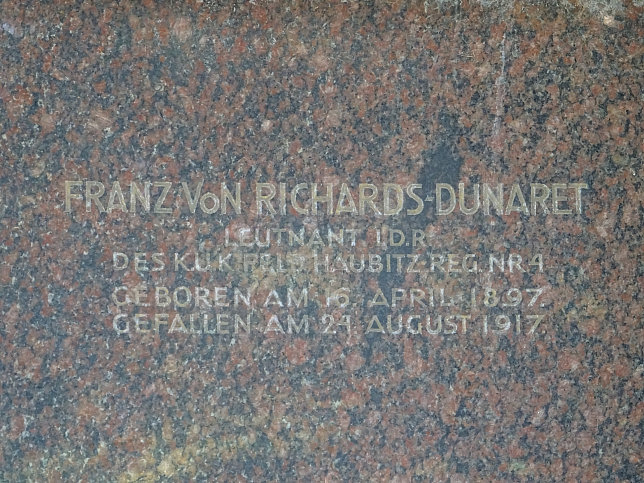 FRANZ VON RICHARDS-DUNARET
LEUTNANT I.D.R.
DES K.U.K. FELD HAUBITZ REG. NR.4
GEBOREN AM 16. APRIL 1897.
GEFALLEN AM 24. AUGUST 1917.